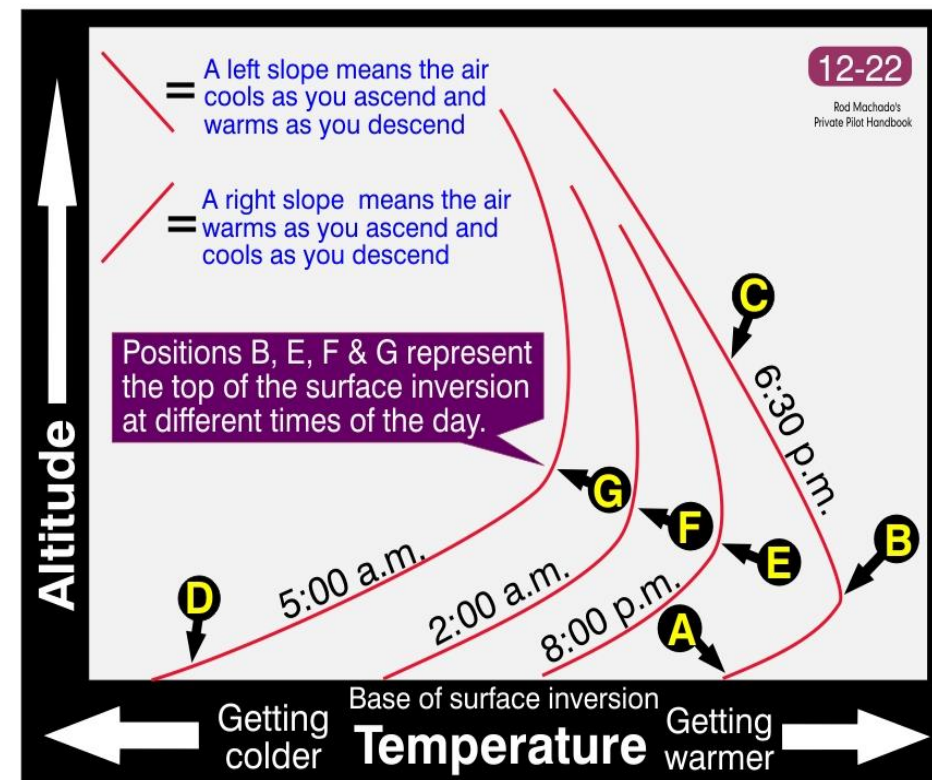 = A left slope means the air
cools as you ascend and
warms as you descend
12-22
Rod Machado's
Private Pilot Handbook
= A right slope means the air
warms as you ascend and
cools as you descend
Positions B, E, F & G represent
the top of the surface inversion
at different times of the day.
C
6:30 p.m.
G
F
B
E
D
5:00 a.m.
2:00 a.m.
8:00 p.m.
A
Altitude
Base of surface inversion
Getting
colder
Temperature
Getting
warmer